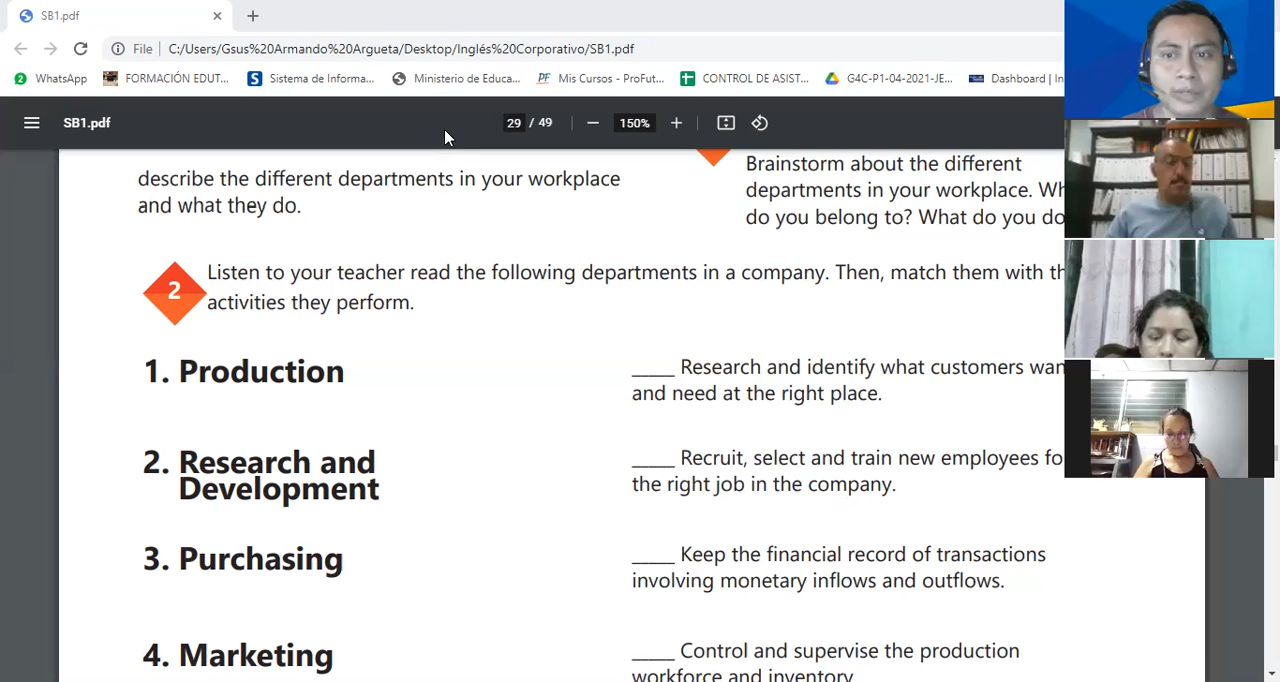 SB1.pdf
File C:/Users/Gsus%20Armando%20Argueta/Desktop/Inglés%20Corporativo/SB1.pdf
WhatsApp FORMACIÓN EDUT... Sistema de Informa... Ministerio de Educa... PF Mis Cursos - ProFut... CONTROL DE ASIST... G4C-P1-04-2021-JE... Dashboard | In
SB1.pdf 29 / 49 150%
describe the different departments in your workplace
and what they do.
Brainstorm about the different
departments in your workplace. Wh
do you belong to? What do you do
2
Listen to your teacher read the following departments in a company. Then, match them with th
activities they perform.
1. Production
_____ Research and identify what customers wan
and need at the right place.
2. Research and
Development
_____ Recruit, select and train new employees fo
the right job in the company.
3. Purchasing
_____ Keep the financial record of transactions
involving monetary inflows and outflows.
4. Marketing
_____ Control and supervise the production
workforce and inventory